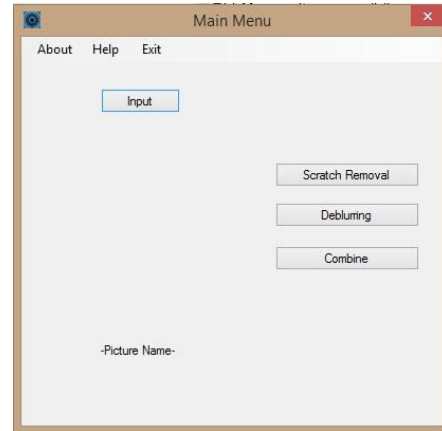 Main Menu
About Help Exit
Input
Scratch Removal
Deblurring
Combine
-Picture Name-